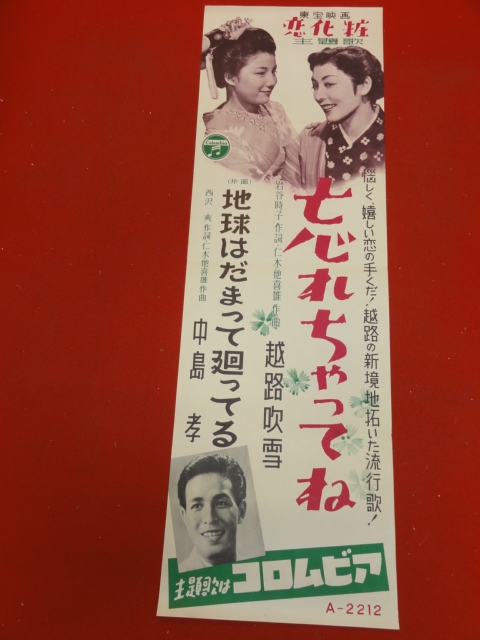 東宝映画
恋化粧
主題歌
Columbia
悩しく、嬉しい恋の手くだ！越路の新境地拓いた流行歌！
忘れちゃってね
岩谷時子作詞・仁木他喜雄作曲
越路吹雪
(片面)
地球はだまって廻ってる
西沢爽作詞・仁木他喜雄作曲
中島孝
主題歌はコロムビア
A-2212